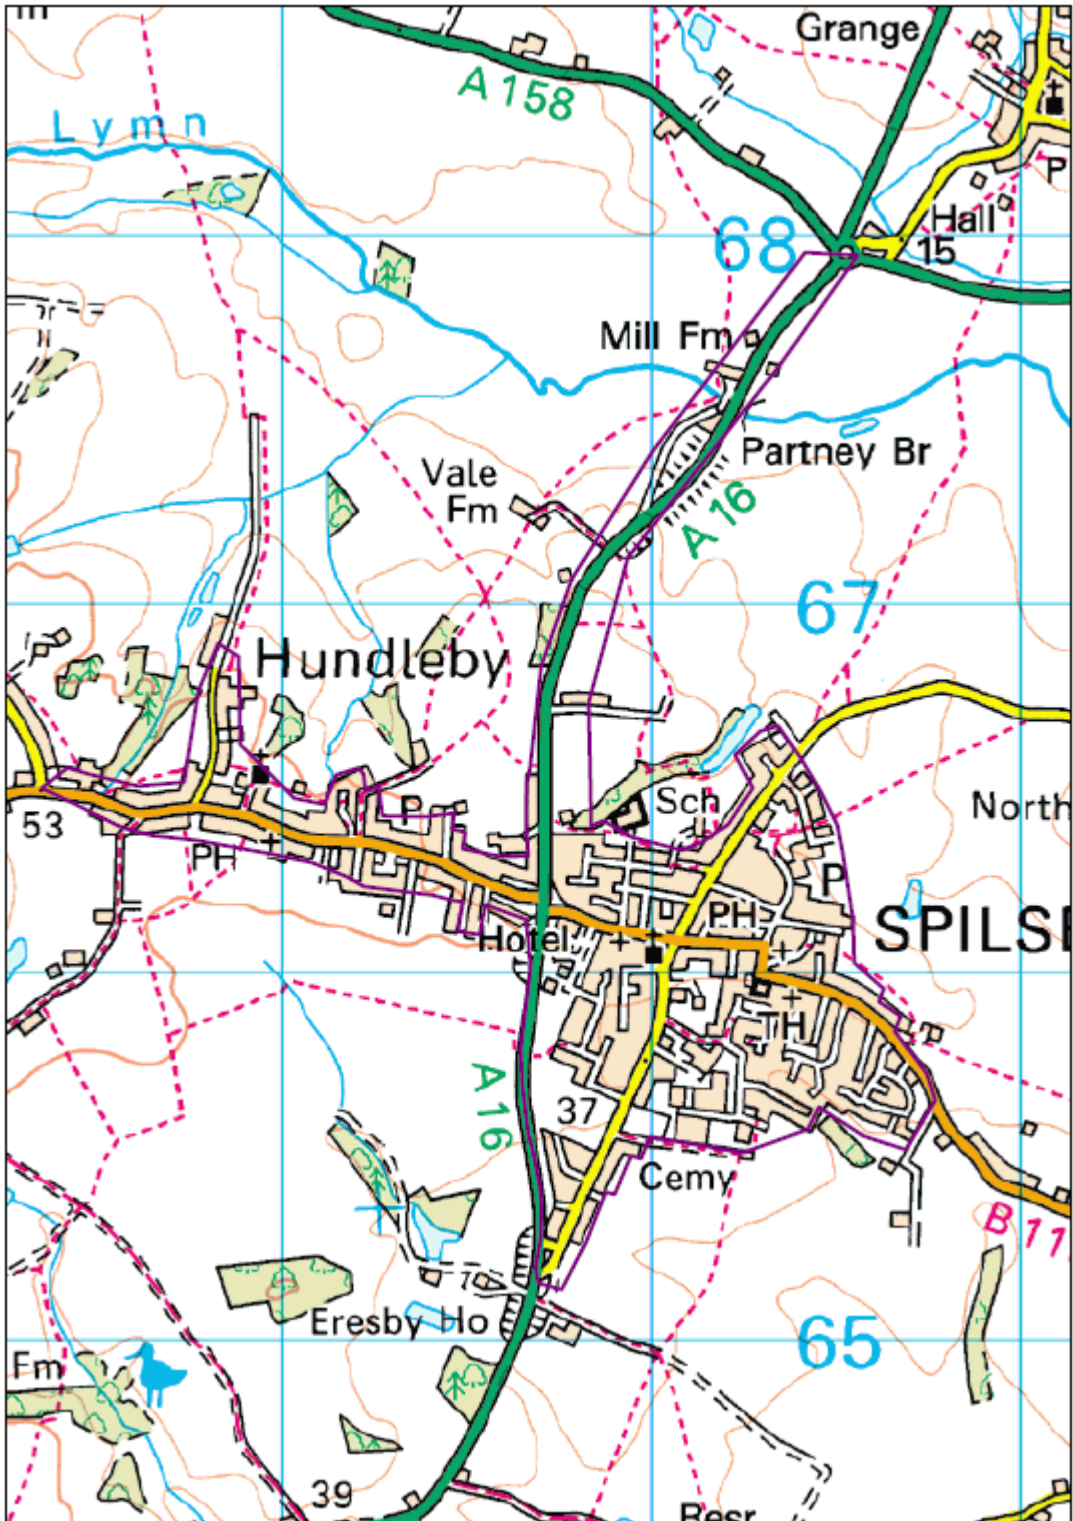 m
Grange
A 158
Lymn
P
Hall
68
15
Mill Fm
Partney Br
Vale
Fm
A 16
67
Hundleby
Sch
North
53
P
PH
P
PH
SPILSB
Hotel
TH
A 16
37
Cemy
B 11
Eresby Ho
65
Fm
39
Resr